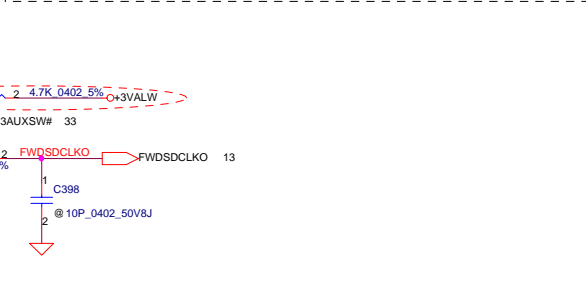 2 4.7K_0402_5% +3VALW
3AUXSW# 33
2 FWDSDCLKO FWDSDCLKO 13
%
1
C398
@ 10P_0402_50V8J
2